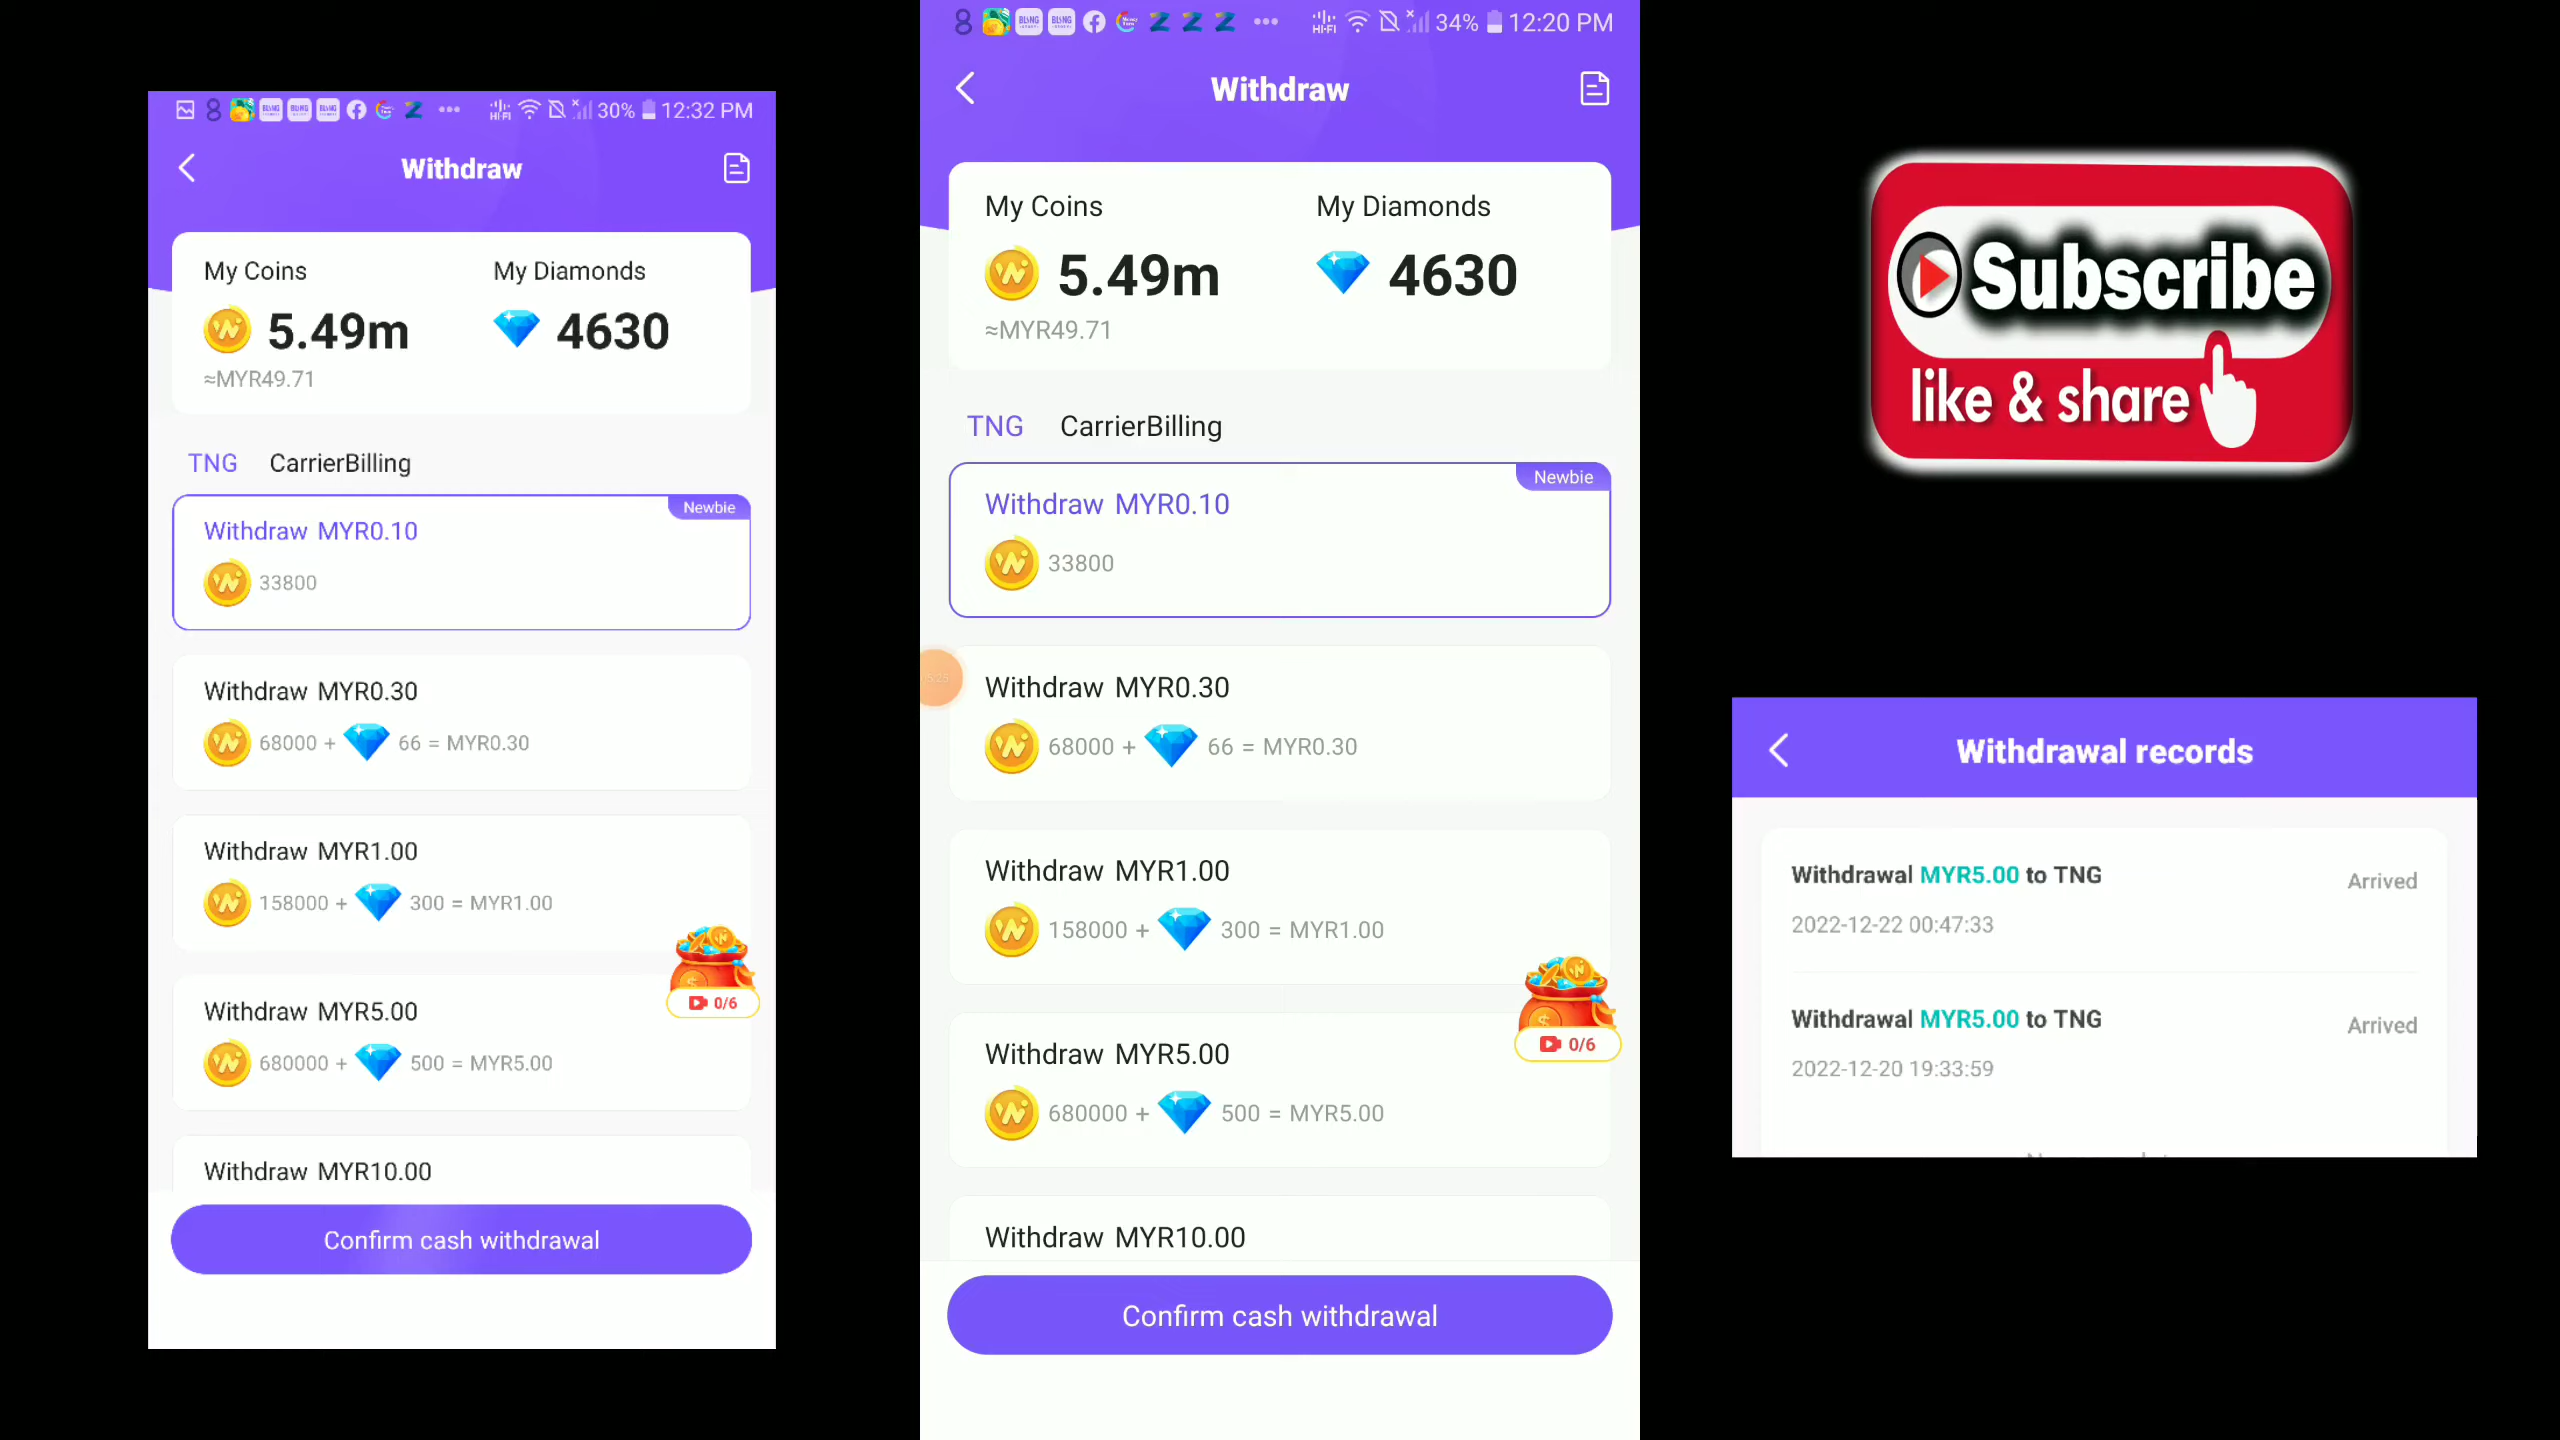 30% 12:32 PM
Withdraw
My Coins My Diamonds
5.49m 4630
≈MYR49.71
TNG CarrierBilling
Newbie
Withdraw MYR0.10
33800
Withdraw MYR0.30
68000 + 66 = MYR0.30
Withdraw MYR1.00
158000 + 300 = MYR1.00
0/6
Withdraw MYR5.00
680000 + 500 = MYR5.00
Withdraw MYR10.00
Confirm cash withdrawal
34% 12:20 PM
Withdraw
My Coins My Diamonds
5.49m 4630
≈MYR49.71
TNG CarrierBilling
Newbie
Withdraw MYR0.10
33800
Withdraw MYR0.30
68000 + 66 = MYR0.30
Withdraw MYR1.00
158000 + 300 = MYR1.00
0/6
Withdraw MYR5.00
680000 + 500 = MYR5.00
Withdraw MYR10.00
Confirm cash withdrawal
Subscribe
like & share
Withdrawal records
Withdrawal MYR5.00 to TNG Arrived
2022-12-22 00:47:33
Withdrawal MYR5.00 to TNG Arrived
2022-12-20 19:33:59